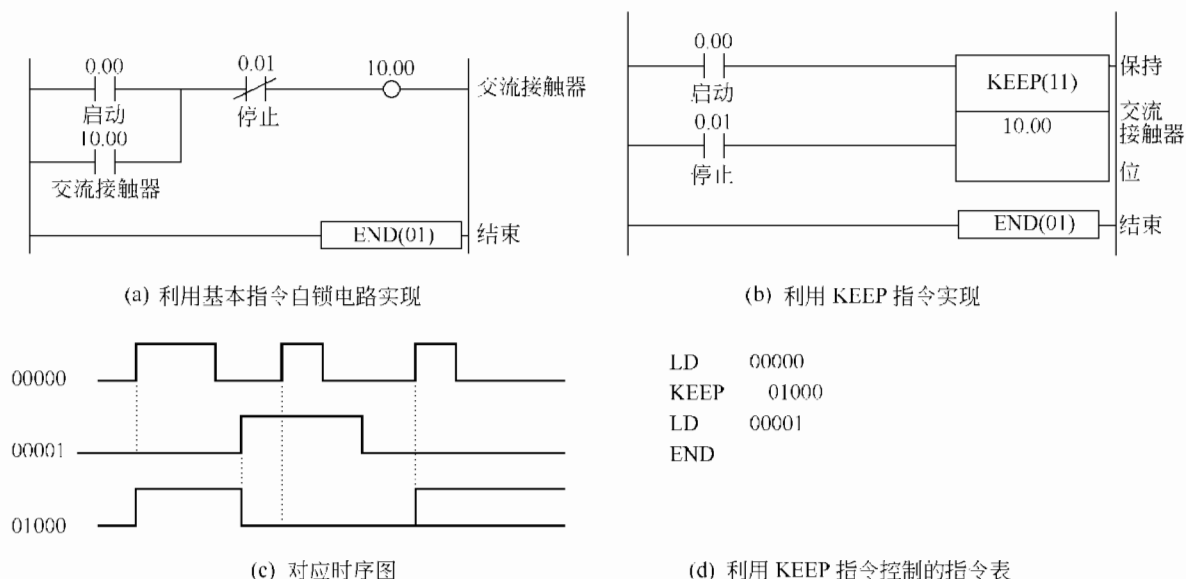 0.00
0.01
10.00
交流接触器
启动
停止
10.00
交流接触器
END(01)
结束
(a) 利用基本指令白锁电路实现
0.00
启动
KEEP(11)
保持
0.01
停止
10.00
交流
接触器
位
END(01)
结束
(b) 利用 KEEP 指令实现
00000
00001
01000
(c) 对应时序图
LD 00000
KEEP 01000
LD 00001
END
(d) 利用 KEEP 指令控制的指令表